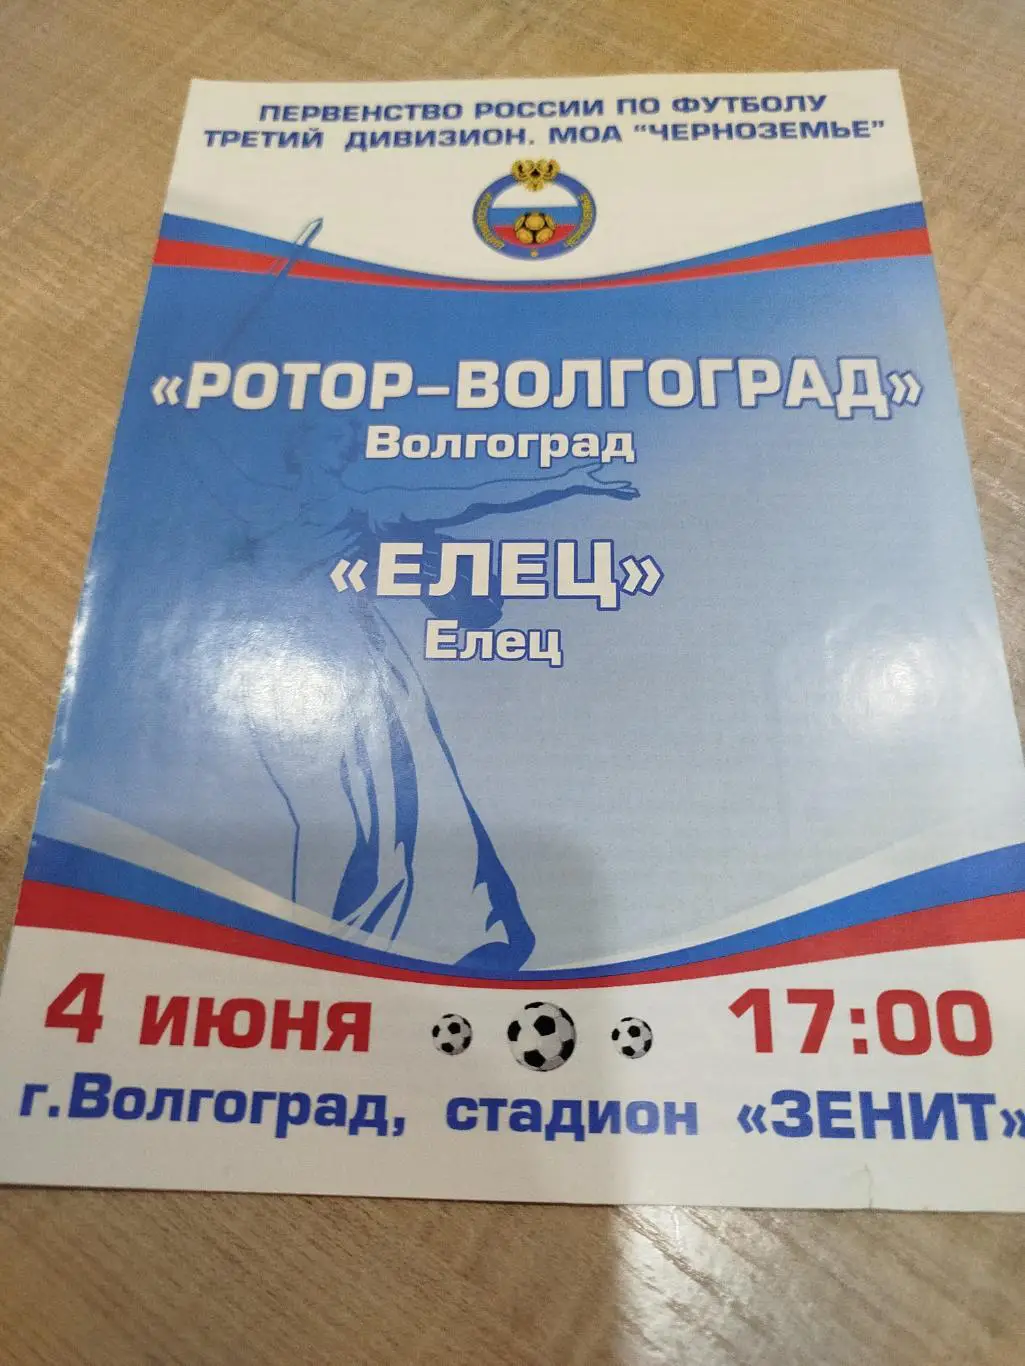 ПЕРВЕНСТВО РОССИИ ПО ФУТБОЛУ
ТРЕТИЙ ДИВИЗИОН. МОА "ЧЕРНОЗЕМЬЕ"
«РОТОР-ВОЛГОГРАД»
Волгоград
«ЕЛЕЦ»
Елец
4 ИЮНЯ 17:00
г.Волгоград, стадион «ЗЕНИТ»